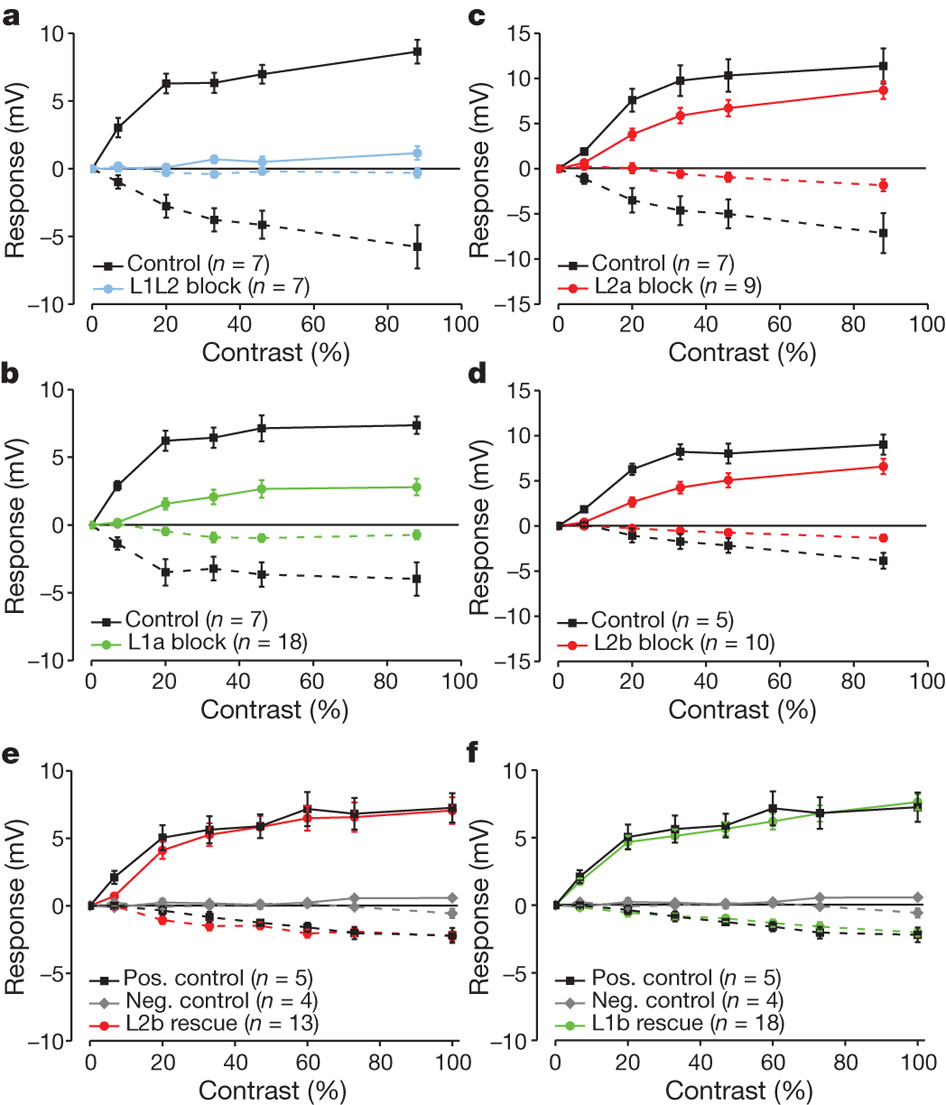 a
10
5
0
−5
−10
Response (mV)
Control (n = 7)
L1L2 block (n = 7)
0 20 40 60 80 100
Contrast (%)
c
15
10
5
0
−5
−10
−15
Response (mV)
Control (n = 7)
L2a block (n = 9)
0 20 40 60 80 100
Contrast (%)
b
10
5
0
−5
−10
Response (mV)
Control (n = 7)
L1a block (n = 18)
0 20 40 60 80 100
Contrast (%)
d
15
10
5
0
−5
−10
−15
Response (mV)
Control (n = 5)
L2b block (n = 10)
0 20 40 60 80 100
Contrast (%)
e
10
5
0
−5
−10
Response (mV)
Pos. control (n = 5)
Neg. control (n = 4)
L2b rescue (n = 13)
0 20 40 60 80 100
Contrast (%)
f
10
5
0
−5
−10
Response (mV)
Pos. control (n = 5)
Neg. control (n = 4)
L1b rescue (n = 18)
0 20 40 60 80 100
Contrast (%)